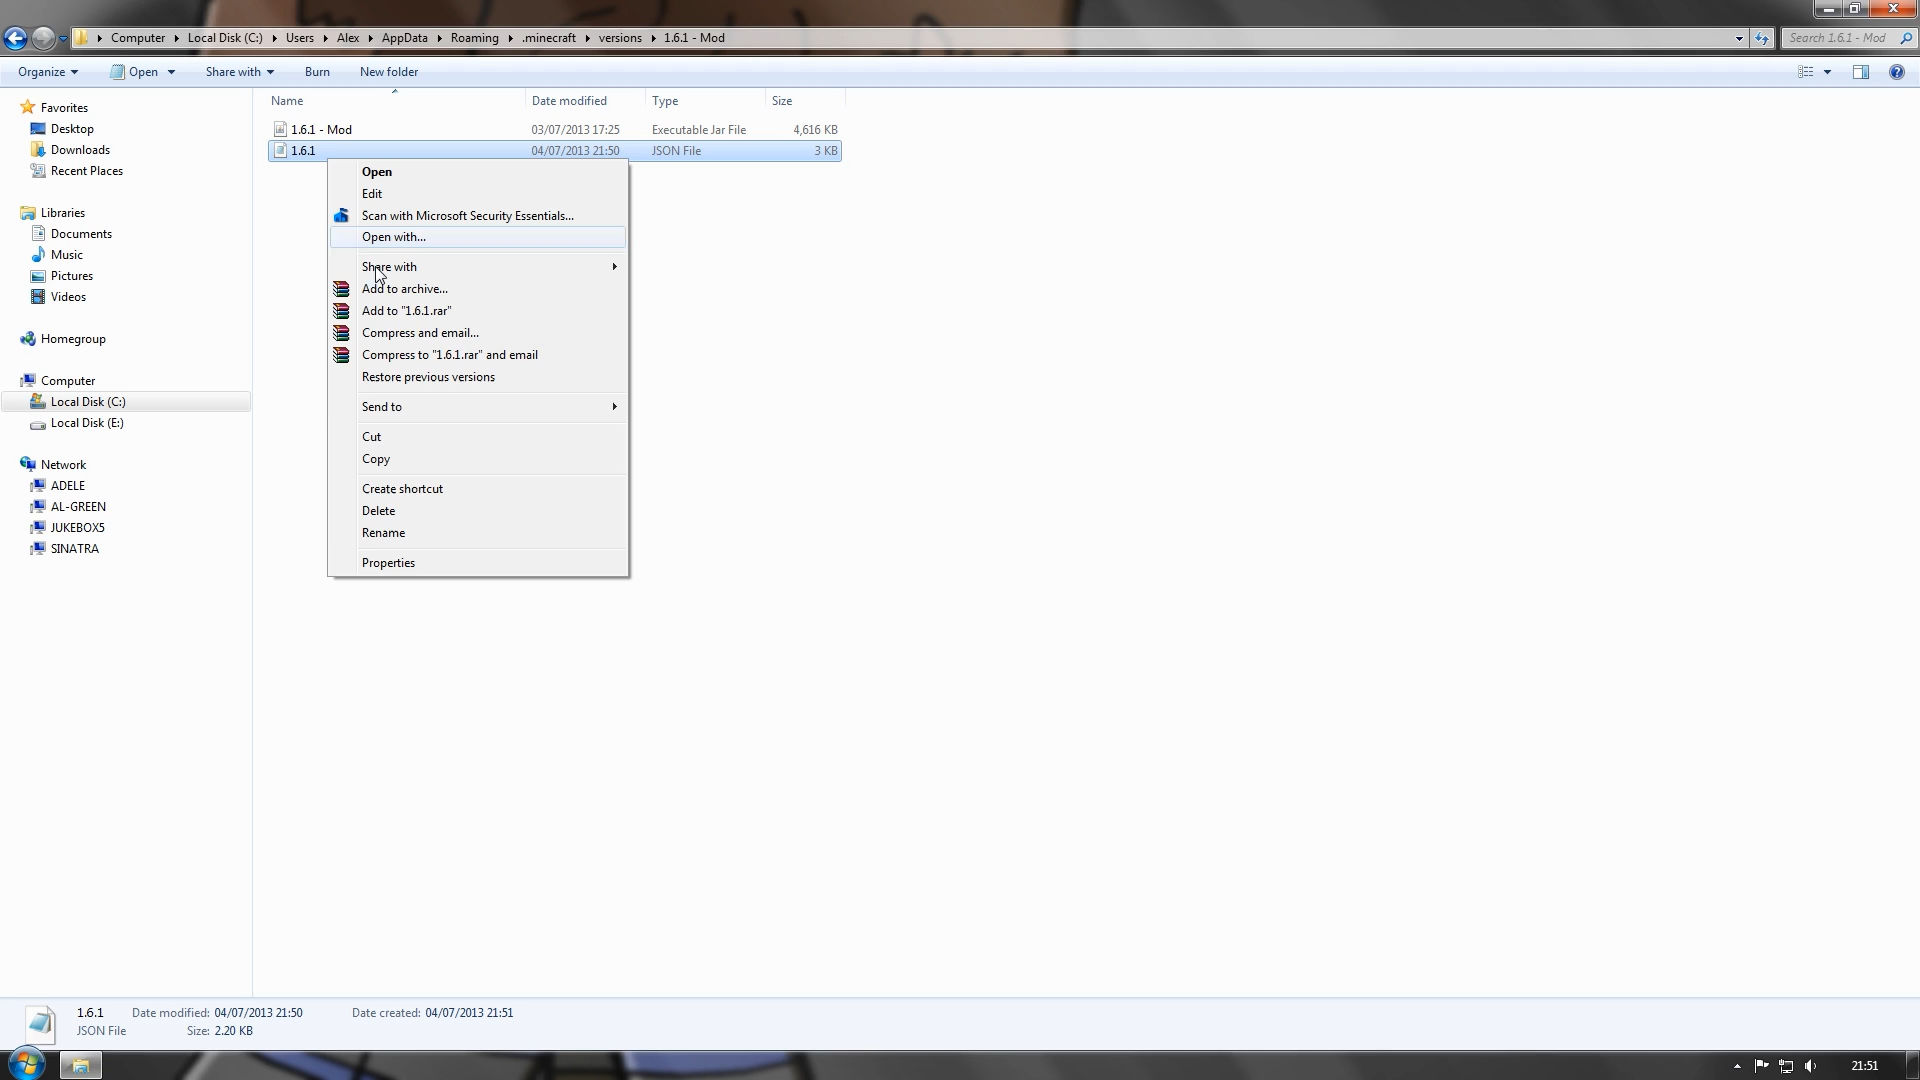 Computer Local Disk (C:) Users Alex AppData Roaming .minecraft versions 1.6.1 - Mod Search 1.6.1 - Mod
Organize Open Share with Burn New folder
Name Date modified Type Size
1.6.1 - Mod 03/07/2013 17:25 Executable Jar File 4,616 KB
1.6.1 04/07/2013 21:50 JSON File 3 KB
Favorites
Desktop
Downloads
Recent Places
Libraries
Documents
Music
Pictures
Videos
Homegroup
Computer
Local Disk (C:)
Local Disk (E:)
Network
ADELE
AL-GREEN
JUKEBOX5
SINATRA
Open
Edit
Scan with Microsoft Security Essentials...
Open with...
Share with
Add to archive...
Add to "1.6.1.rar"
Compress and email...
Compress to "1.6.1.rar" and email
Restore previous versions
Send to
Cut
Copy
Create shortcut
Delete
Rename
Properties
1.6.1 Date modified: 04/07/2013 21:50 Date created: 04/07/2013 21:51
JSON File Size: 2.20 KB
21:51